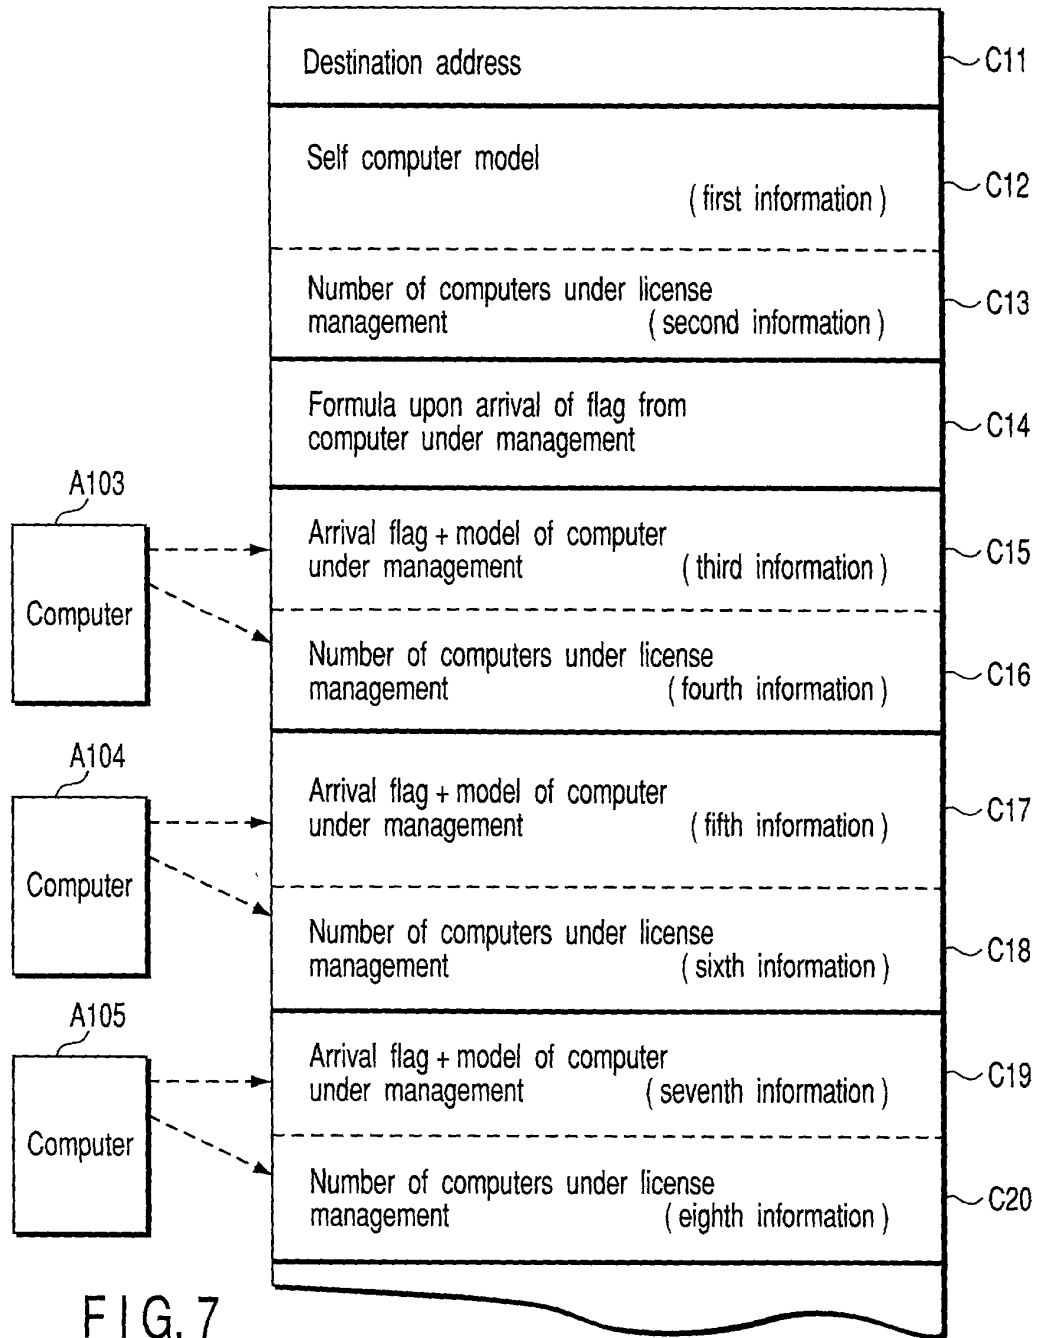 Destination address
C11
Self computer model
(first information)
C12
Number of computers under license
management (second information)
C13
Formula upon arrival of flag from
computer under management
C14
A103
Computer
Arrival flag + model of computer
under management (third information)
C15
Number of computers under license
management (fourth information)
C16
A104
Computer
Arrival flag + model of computer
under management (fifth information)
C17
Number of computers under license
management (sixth information)
C18
A105
Computer
Arrival flag + model of computer
under management (seventh information)
C19
Number of computers under license
management (eighth information)
C20
FIG. 7